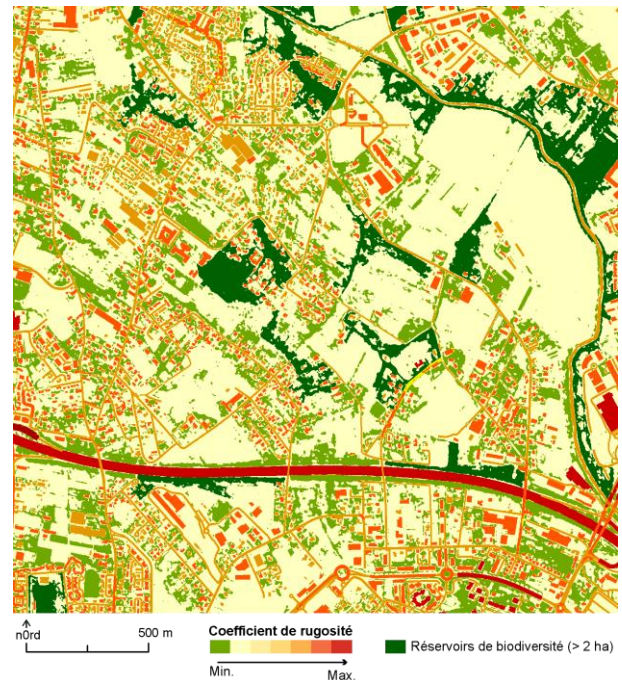 n0rd
500 m
Coefficient de rugosité
Min.
Max.
Réservoirs de biodiversité (> 2 ha)